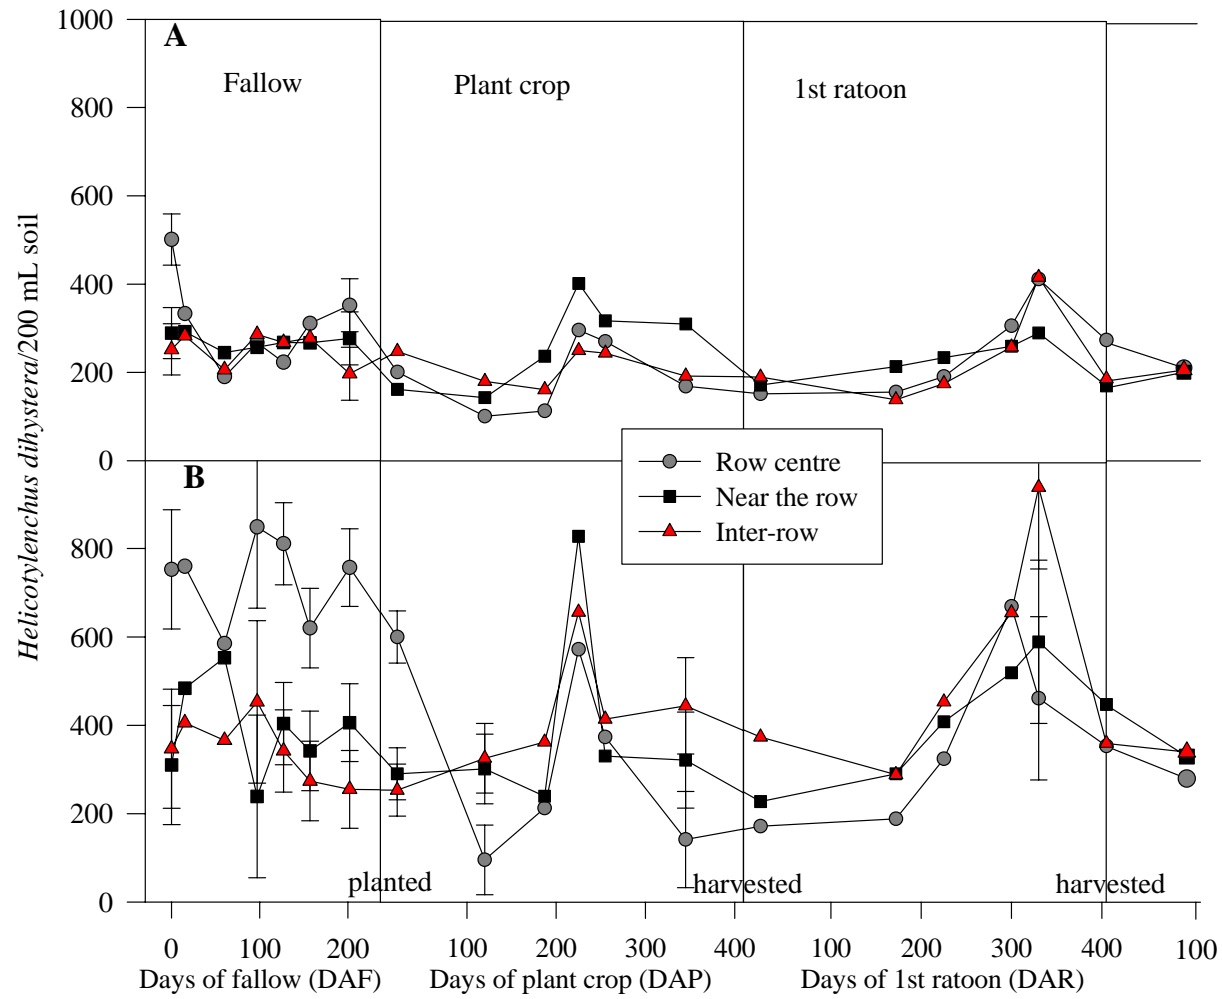 1000
A
Fallow
Plant crop
1st ratoon
800
600
400
200
0
Helicotylenchus dihystera/200 mL soil
B
Row centre
Near the row
Inter-row
800
600
400
200
0
planted
harvested
harvested
0 100 200 100 200 300 400 100 200 300 400 100
Days of fallow (DAF) Days of plant crop (DAP) Days of 1st ratoon (DAR)